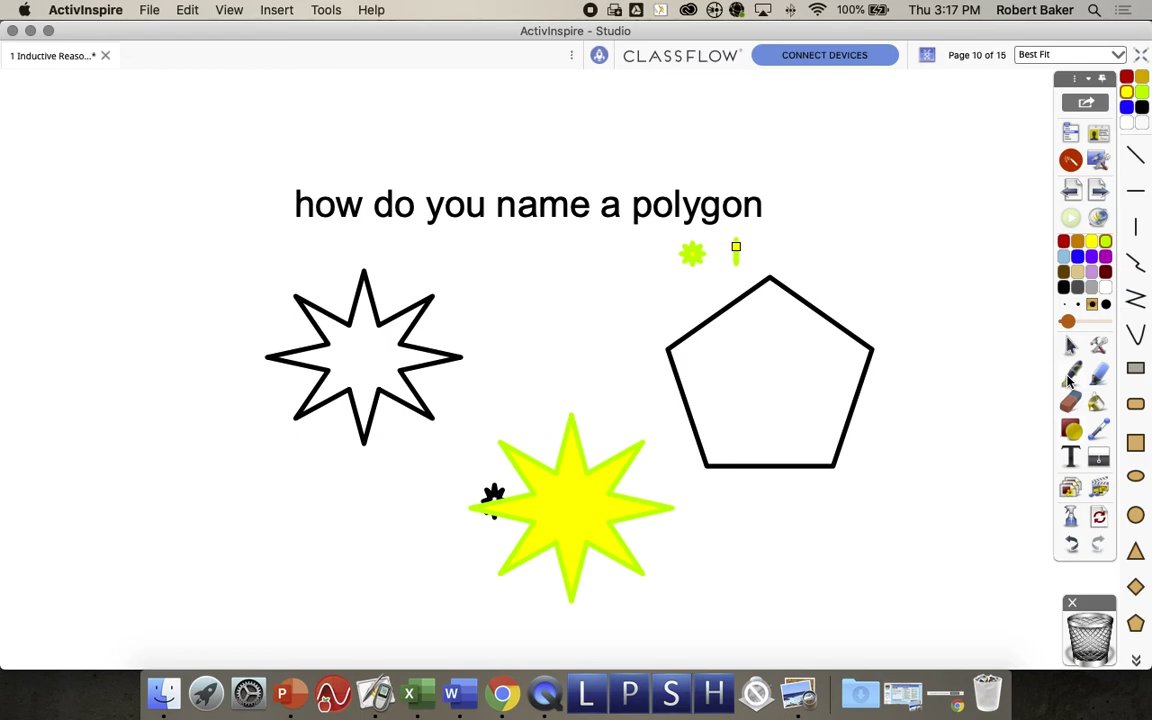 ActivInspire File Edit View Insert Tools Help 100% Thu 3:17 PM Robert Baker
ActivInspire - Studio
1 Inductive Reaso...* CLASSFLOW CONNECT DEVICES Page 10 of 15 Best Fit
how do you name a polygon
T
X
P X W L P S H